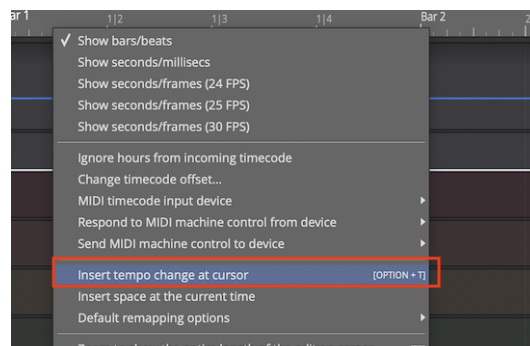 ar 1 1|2 1|3 1|4 Bar 2
✓ Show bars/beats
Show seconds/millisecs
Show seconds/frames (24 FPS)
Show seconds/frames (25 FPS)
Show seconds/frames (30 FPS)
Ignore hours from incoming timecode
Change timecode offset...
MIDI timecode input device
Respond to MIDI machine control from device
Send MIDI machine control to device
Insert tempo change at cursor [OPTION + T]
Insert space at the current time
Default remapping options